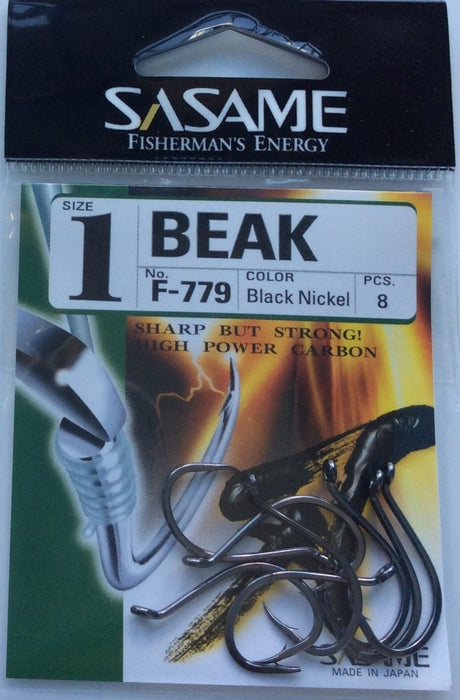 SASAME
FISHERMAN'S ENERGY
SIZE
1
BEAK
No.
F-779
COLOR
Black Nickel
PCS.
8
SHARP BUT STRONG!
HIGH POWER CARBON
SASAME
MADE IN JAPAN